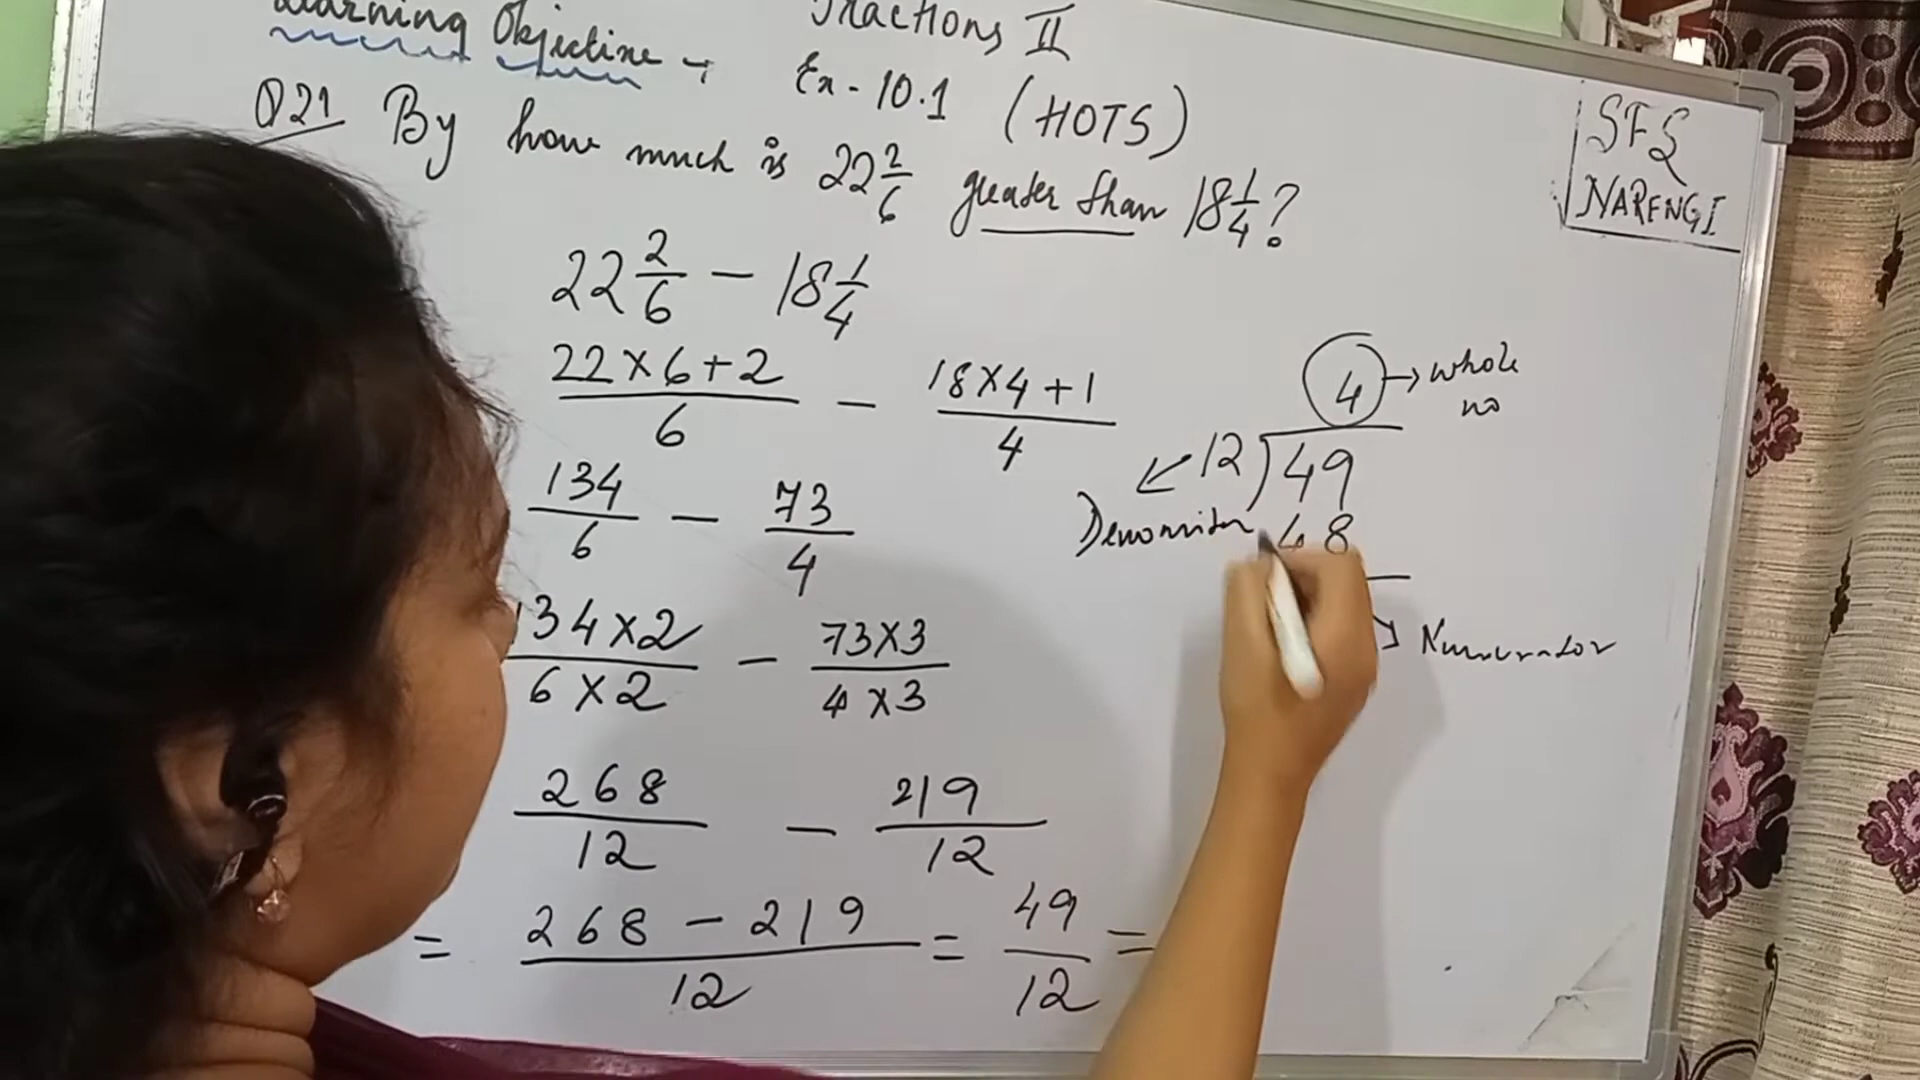 Learning Objective → Fractions II
Ex - 10.1 (HOTS)
SFS
NARENGI
Q21 By how much is 22 2/6 greater than 18 1/4?
22 2/6 - 18 1/4
22×6+2/6 - 18×4+1/4
134/6 - 73/4
134×2/6×2 - 73×3/4×3
268/12 - 219/12
= 268 - 219/12 = 49/12 =
4 → whole
no
12)49
Denomitor 48
Numerator